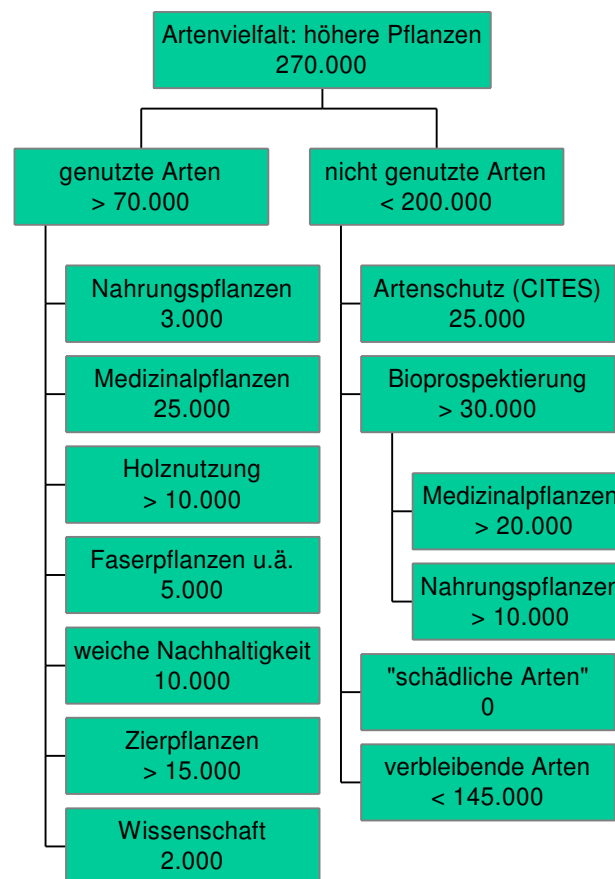 Artenvielfalt: höhere Pflanzen
270.000
genutzte Arten
> 70.000
nicht genutzte Arten
< 200.000
Nahrungspflanzen
3.000
Medizinalpflanzen
25.000
Holznutzung
> 10.000
Faserpflanzen u.ä.
5.000
weiche Nachhaltigkeit
10.000
Zierpflanzen
> 15.000
Wissenschaft
2.000
Artenschutz (CITES)
25.000
Bioprospektierung
> 30.000
Medizinalpflanzen
> 20.000
Nahrungspflanzen
> 10.000
"schädliche Arten"
0
verbleibende Arten
< 145.000